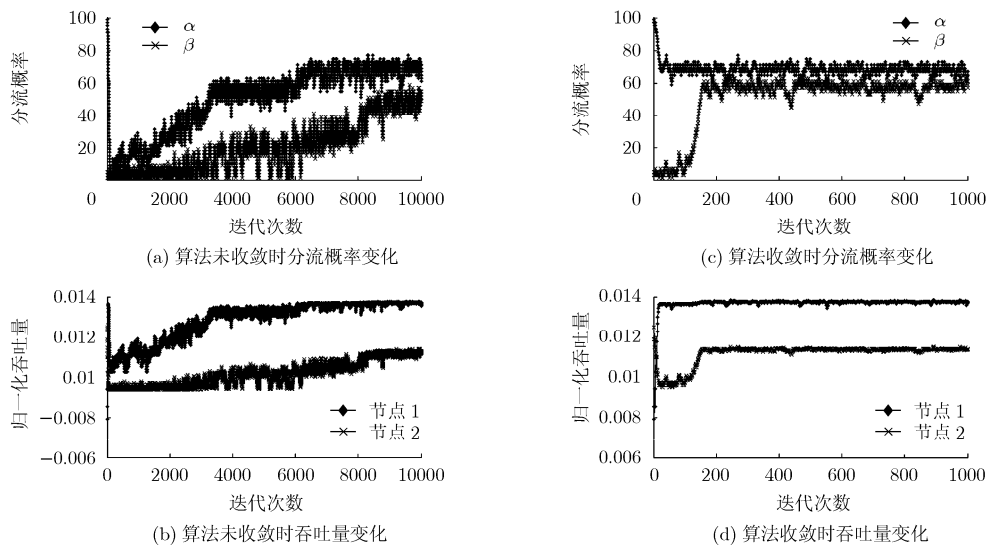 100
80
60
40
20
0
2000
4000
6000
8000
10000
分流概率
α
β
迭代次数
(a) 算法未收敛时分流概率变化
100
80
60
40
20
0
200
400
600
800
1000
分流概率
α
β
迭代次数
(c) 算法收敛时分流概率变化
0.014
0.012
0.01
−0.008
−0.006
0
2000
4000
6000
8000
10000
归一化吞吐量
节点 1
节点 2
迭代次数
(b) 算法未收敛时吞吐量变化
0.014
0.012
0.01
0.008
0.006
0
200
400
600
800
1000
归一化吞吐量
节点 1
节点 2
迭代次数
(d) 算法收敛时吞吐量变化